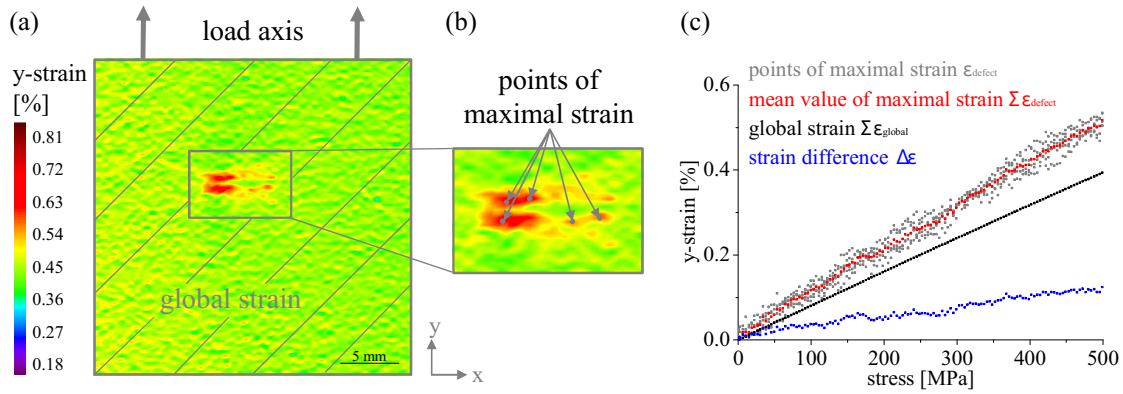 (a)
load axis
y-strain
[%]
0.81
0.72
0.63
0.54
0.45
0.36
0.27
0.18
global strain
5 mm
y
x
(b)
points of
maximal strain
(c)
points of maximal strain εdefect
mean value of maximal strain Σεdefect
global strain Σεglobal
strain difference Δε
y-strain [%]
0.6
0.4
0.2
0.0
0 100 200 300 400 500
stress [MPa]